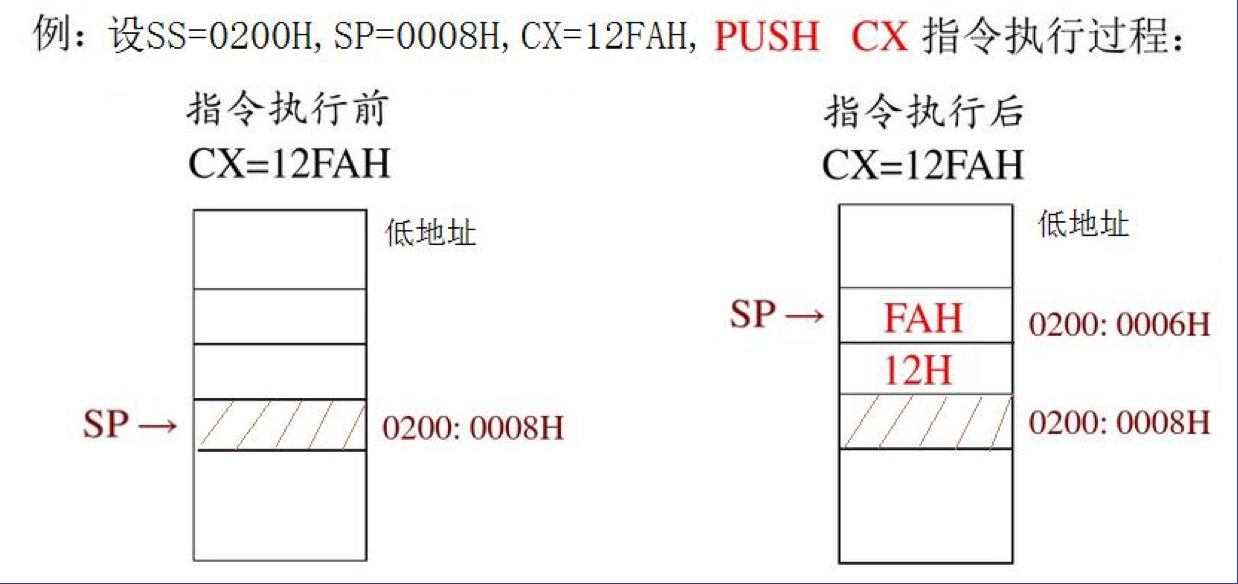 例：设SS=0200H, SP=0008H, CX=12FAH, PUSH CX 指令执行过程：
指令执行前
CX=12FAH
低地址
SP→
0200: 0008H
指令执行后
CX=12FAH
低地址
SP→
FAH
0200: 0006H
12H
0200: 0008H